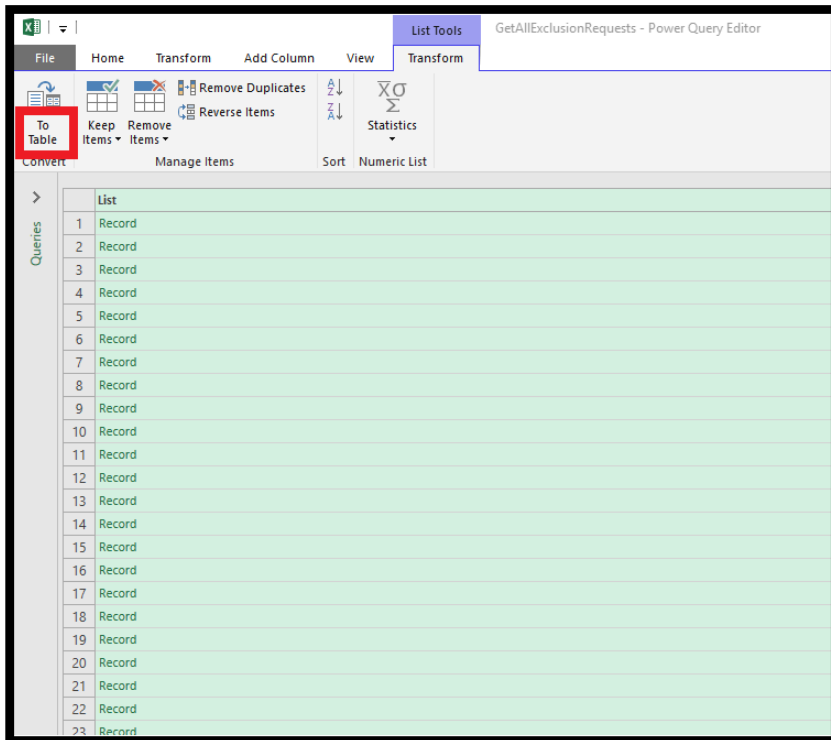 List Tools
GetAllExclusionRequests - Power Query Editor
File
Home
Transform
Add Column
View
Transform
To
Table
Convert
Keep
Items
Remove
Items
Remove Duplicates
Reverse Items
Manage Items
Sort
Statistics
Numeric List
Queries
List
1 Record
2 Record
3 Record
4 Record
5 Record
6 Record
7 Record
8 Record
9 Record
10 Record
11 Record
12 Record
13 Record
14 Record
15 Record
16 Record
17 Record
18 Record
19 Record
20 Record
21 Record
22 Record
23 Record